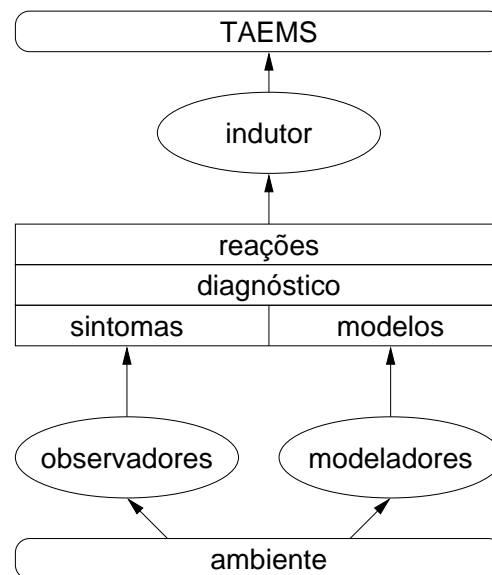 TAEMS
indutor
reações
diagnóstico
sintomas modelos
observadores modeladores
ambiente